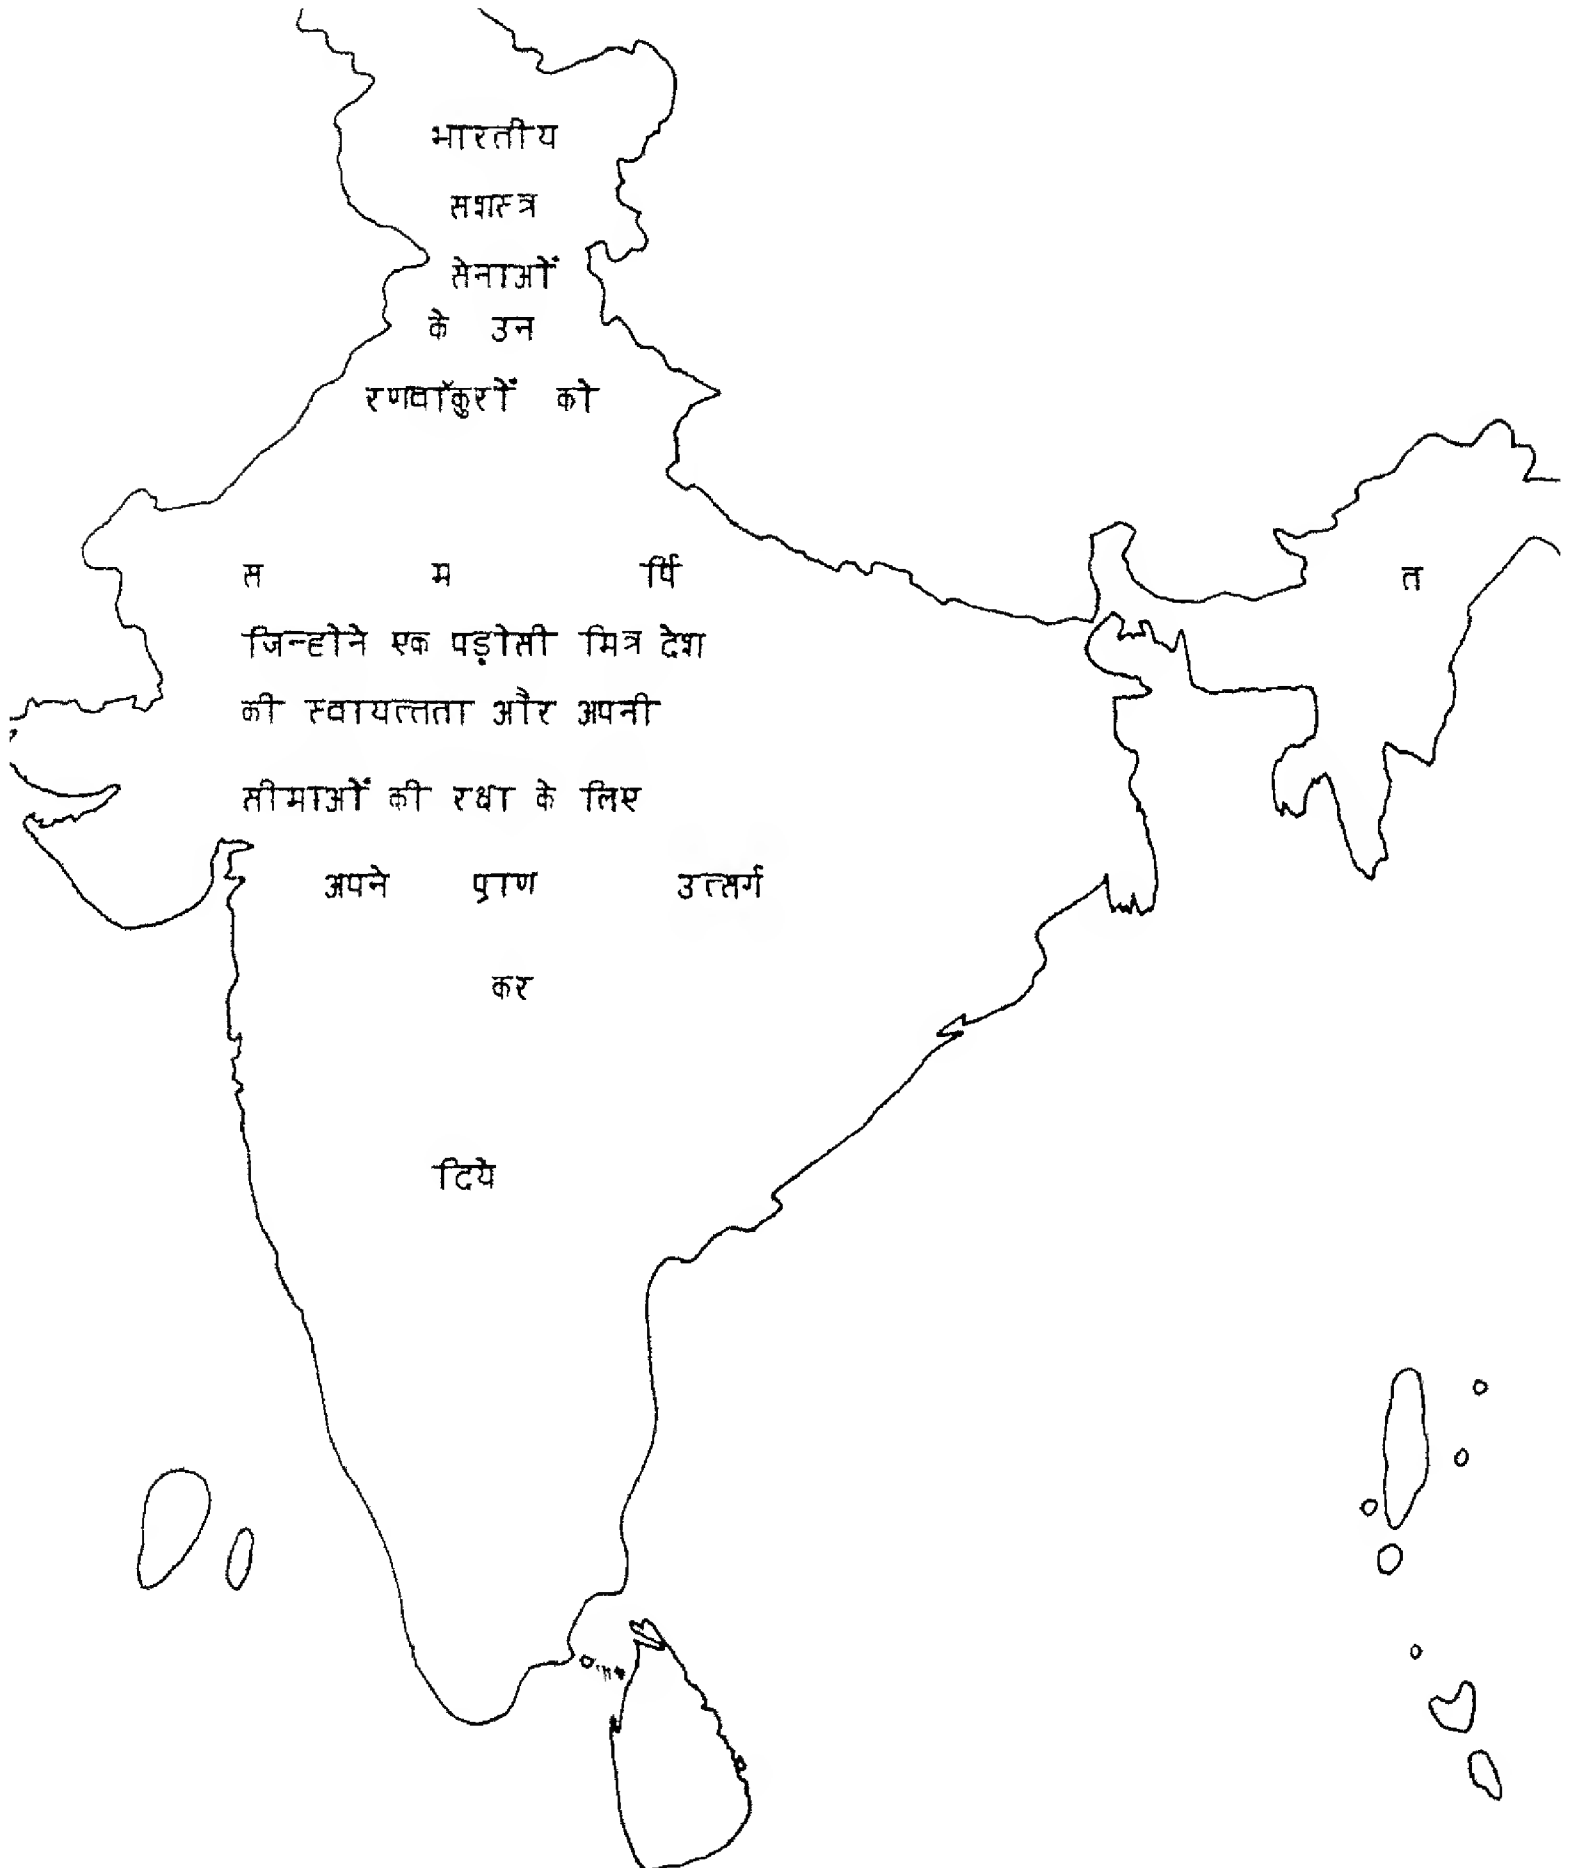 भारतीय
सशस्त्र
सेनाओं
के उन
रणबाँकुरों को
स म र्पि त
जिन्होने एक पड़ोसी मित्र देश
की स्वायत्तता और अपनी
सीमाओं की रक्षा के लिए
अपने प्राण उत्सर्ग
कर
दिये